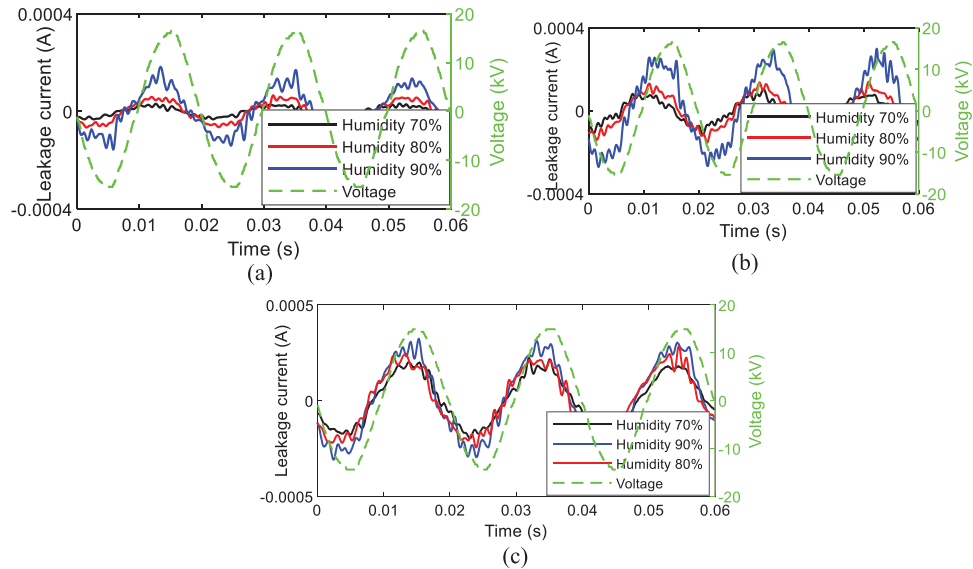 0.0004
0
-0.0004
Leakage current (A)
20
10
0
-10
-20
Voltage (kV)
Humidity 70%
Humidity 80%
Humidity 90%
Voltage
0 0.01 0.02 0.03 0.04 0.05 0.06
Time (s)
(a)
0.0004
0
-0.0004
Leakage current (A)
20
10
0
-10
-20
Voltage (kV)
Humidity 70%
Humidity 80%
Humidity 90%
Voltage
0 0.01 0.02 0.03 0.04 0.05 0.06
Time (s)
(b)
0.0005
0
-0.0005
Leakage current (A)
20
10
0
-10
-20
Voltage (kV)
Humidity 70%
Humidity 90%
Humidity 80%
Voltage
0 0.01 0.02 0.03 0.04 0.05 0.06
Time (s)
(c)